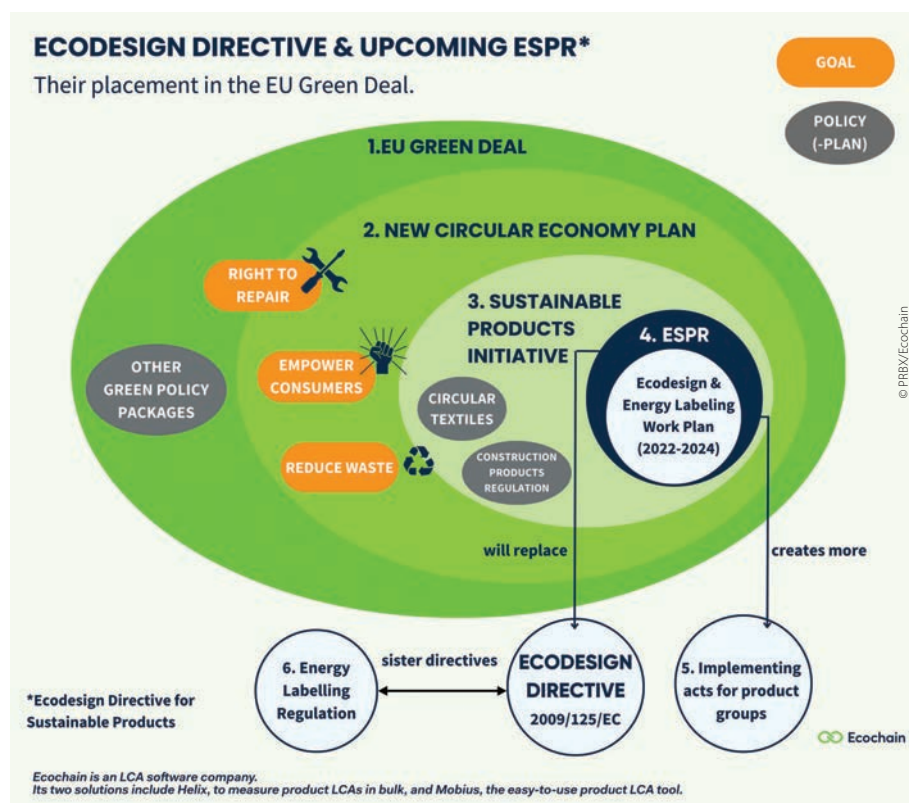 ECODESIGN DIRECTIVE & UPCOMING ESPR*
Their placement in the EU Green Deal.
GOAL
POLICY
(-PLAN)
1.EU GREEN DEAL
2. NEW CIRCULAR ECONOMY PLAN
RIGHT TO
REPAIR
3. SUSTAINABLE
PRODUCTS
INITIATIVE
4. ESPR
Ecodesign &
Energy Labeling
Work Plan
(2022-2024)
OTHER
GREEN POLICY
PACKAGES
EMPOWER
CONSUMERS
CIRCULAR
TEXTILES
REDUCE WASTE
CONSTRUCTION
PRODUCTS
REGULATION
will replace
creates more
6. Energy
Labelling
Regulation
sister directives
ECODESIGN
DIRECTIVE
2009/125/EC
5. Implementing
acts for product
groups
*Ecodesign Directive for
Sustainable Products
Ecochain
Ecochain is an LCA software company.
Its two solutions include Helix, to measure product LCAs in bulk, and Mobius, the easy-to-use product LCA tool.
© PRBX/Ecochain